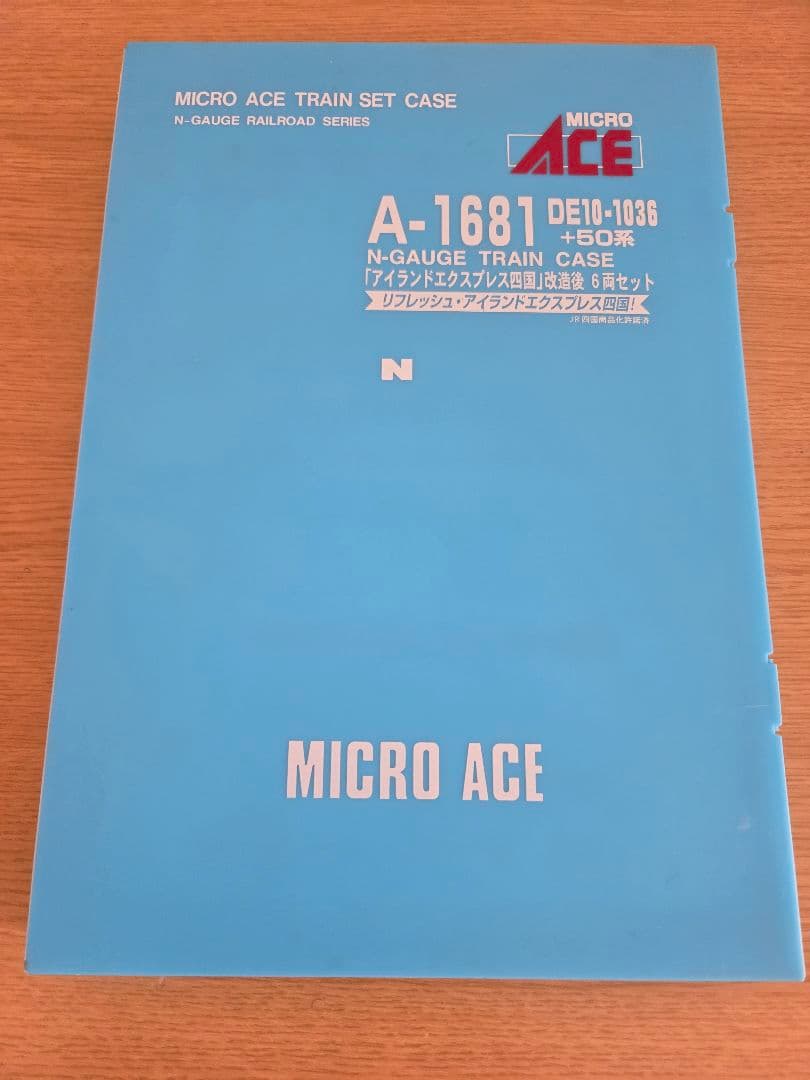 MICRO ACE TRAIN SET CASE
N-GAUGE RAILROAD SERIES
MICRO
ACE
A-1681 DE10-1036
+50系
N-GAUGE TRAIN CASE
「アイランドエクスプレス四国」改造後 6両セット
リフレッシュ・アイランドエクスプレス四国!
JR四国商品化許諾済
N
MICRO ACE